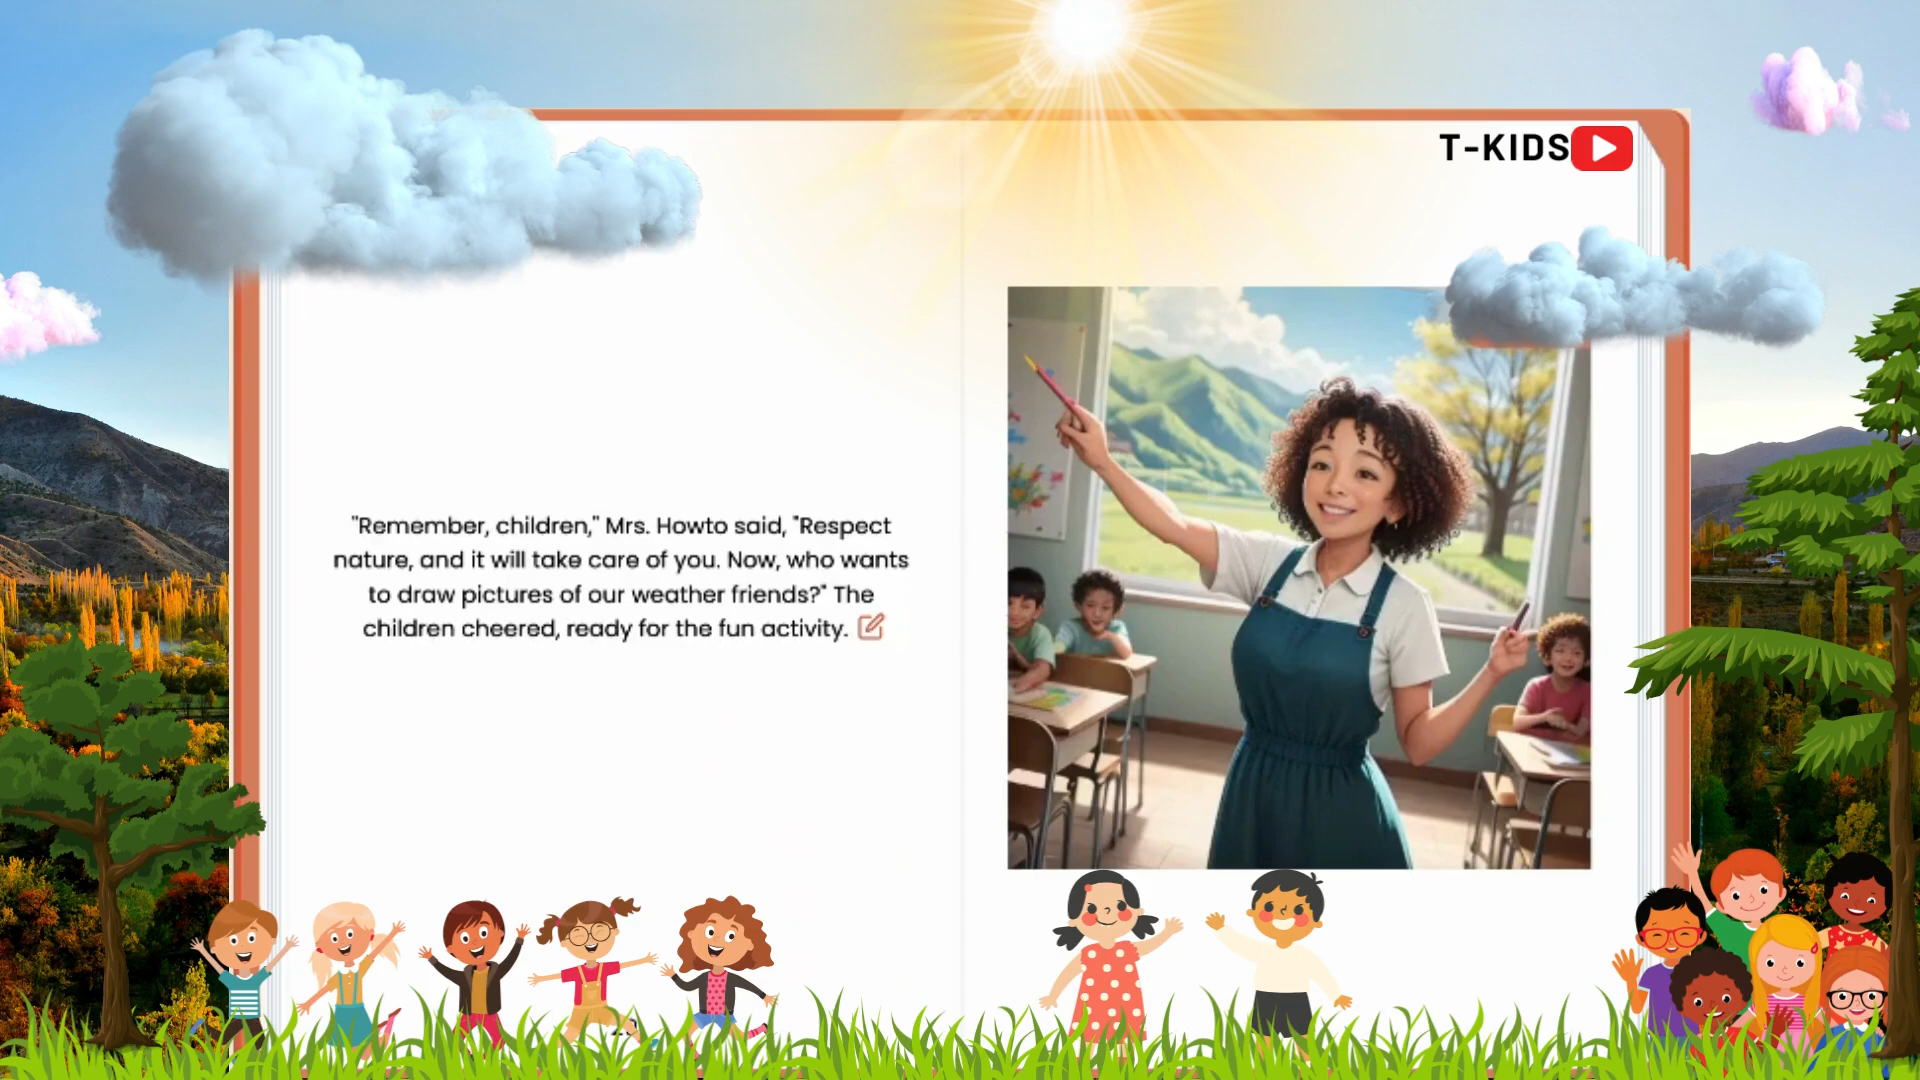 T-KIDS
"Remember, children," Mrs. Howto said, "Respect
nature, and it will take care of you. Now, who wants
to draw pictures of our weather friends?" The
children cheered, ready for the fun activity.